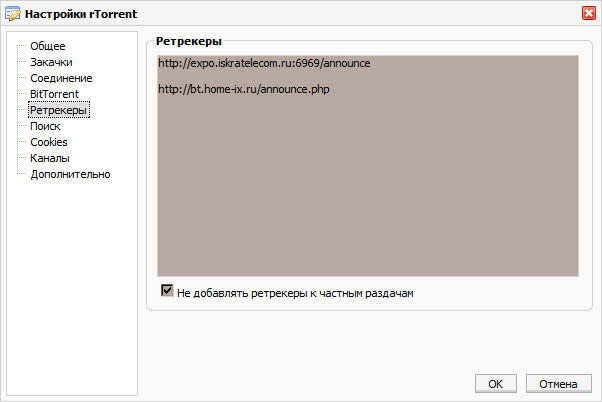 Настройки rTorrent
Общее
Закачки
Соединение
BitTorrent
Ретрекеры
Поиск
Cookies
Каналы
Дополнительно
Ретрекеры
http://expo.iskratelecom.ru:6969/announce
http://bt.home-ix.ru/announce.php
Не добавлять ретрекеры к частным раздачам
OK
Отмена